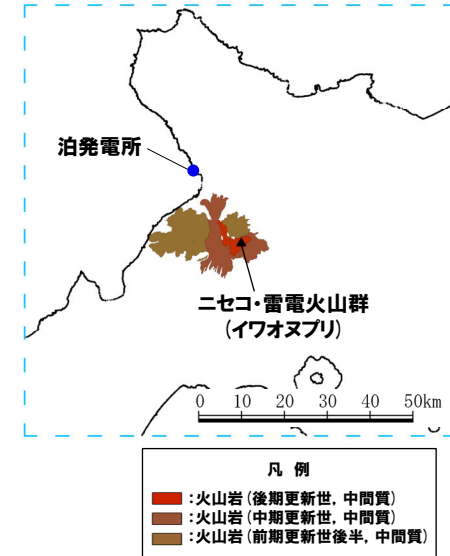 泊発電所
ニセコ・雷電火山群
(イワオヌプリ)
0 10 20 30 40 50km
凡 例
:火山岩(後期更新世, 中間質)
:火山岩(中期更新世, 中間質)
:火山岩(前期更新世後半, 中間質)